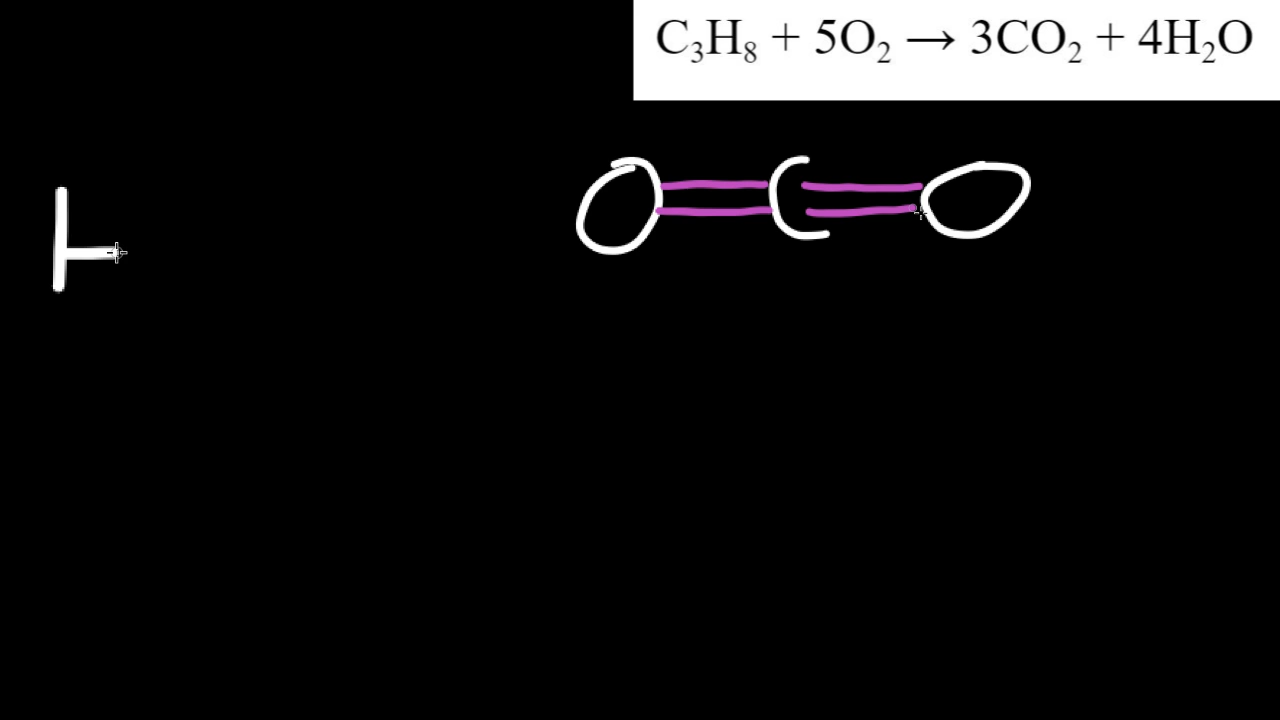 C₃H₈ + 5O₂ → 3CO₂ + 4H₂O
O=C=O